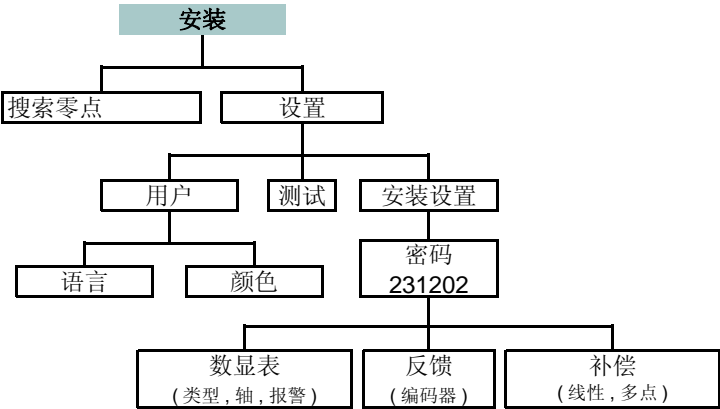 安装
搜索零点
设置
用户
测试
安装设置
语言
颜色
密码
231202
数显表
(类型,轴,报警)
反馈
(编码器)
补偿
(线性,多点)